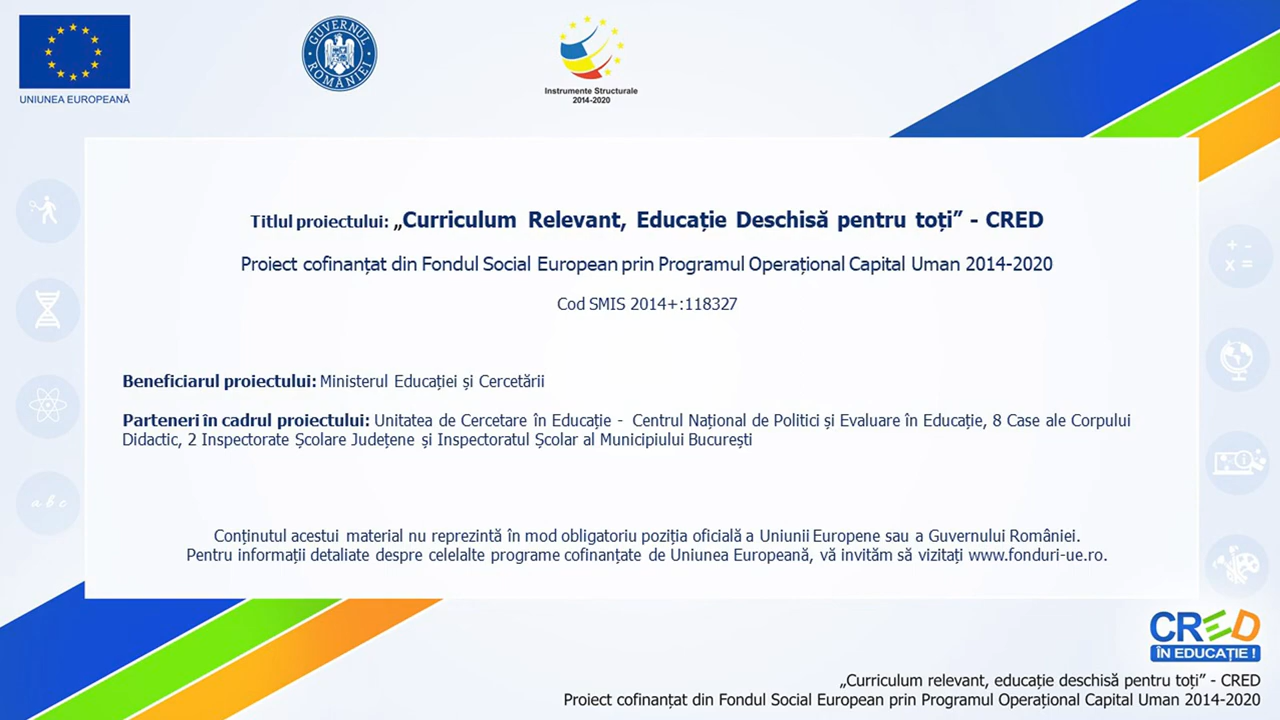 UNIUNEA EUROPEANĂ
GUVERNUL ROMÂNIEI
Instrumente Structurale
2014-2020
Titlul proiectului: „Curriculum Relevant, Educație Deschisă pentru toți” - CRED
Proiect cofinanțat din Fondul Social European prin Programul Operațional Capital Uman 2014-2020
Cod SMIS 2014+:118327
+ -
x =
Beneficiarul proiectului: Ministerul Educației și Cercetării
Parteneri în cadrul proiectului: Unitatea de Cercetare în Educație - Centrul Național de Politici și Evaluare în Educație, 8 Case ale Corpului
Didactic, 2 Inspectorate Școlare Județene și Inspectoratul Școlar al Municipiului București
a b c
Conținutul acestui material nu reprezintă în mod obligatoriu poziția oficială a Uniunii Europene sau a Guvernului României.
Pentru informații detaliate despre celelalte programe cofinanțate de Uniunea Europeană, vă invităm să vizitați www.fonduri-ue.ro.
CRED
ÎN EDUCAȚIE !
„Curriculum relevant, educație deschisă pentru toți” - CRED
Proiect cofinanțat din Fondul Social European prin Programul Operațional Capital Uman 2014-2020